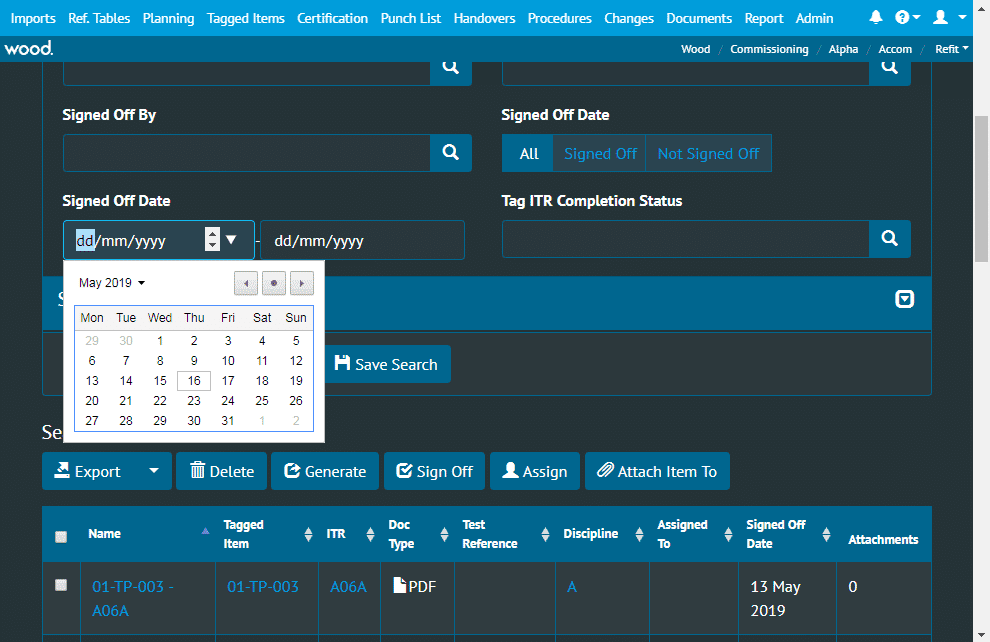 Imports Ref. Tables Planning Tagged Items Certification Punch List Handovers Procedures Changes Documents Report Admin
wood. Wood / Commissioning / Alpha / Accom / Refit
Signed Off By Signed Off Date
All Signed Off Not Signed Off
Signed Off Date Tag ITR Completion Status
dd/mm/yyyy - dd/mm/yyyy
May 2019
Mon Tue Wed Thu Fri Sat Sun
29 30 1 2 3 4 5
6 7 8 9 10 11 12
13 14 15 16 17 18 19
20 21 22 23 24 25 26
27 28 29 30 31 1 2
Save Search
Se
Export Delete Generate Sign Off Assign Attach Item To
Name Tagged Item ITR Doc Type Test Reference Discipline Assigned To Signed Off Date Attachments
01-TP-003 - 01-TP-003 A06A PDF A 13 May 0
A06A 2019